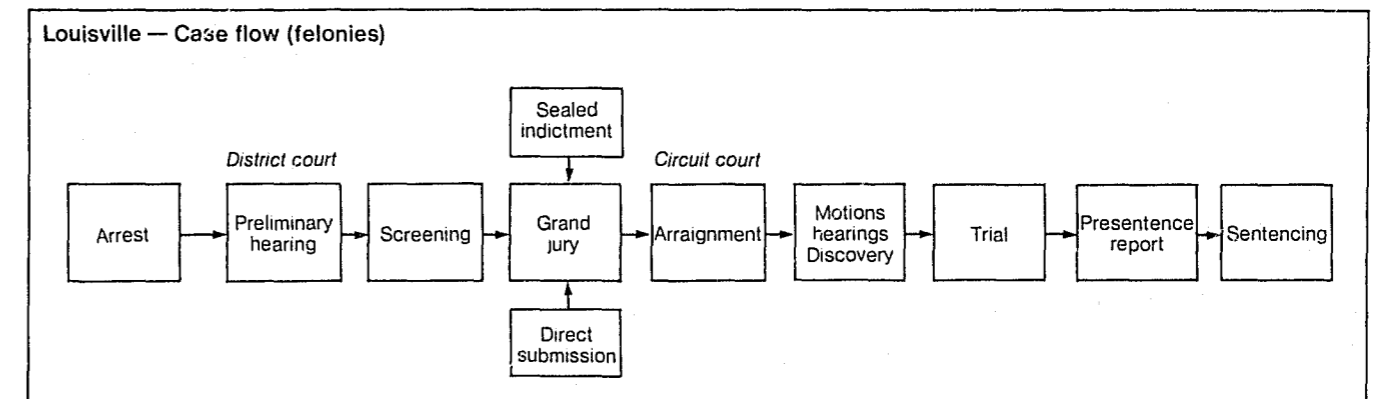 Louisville — Case flow (felonies)
Sealed
indictment
District court
Circuit court
Arrest
Preliminary
hearing
Screening
Grand
jury
Arraignment
Motions
hearings
Discovery
Trial
Presentence
report
Sentencing
Direct
submission